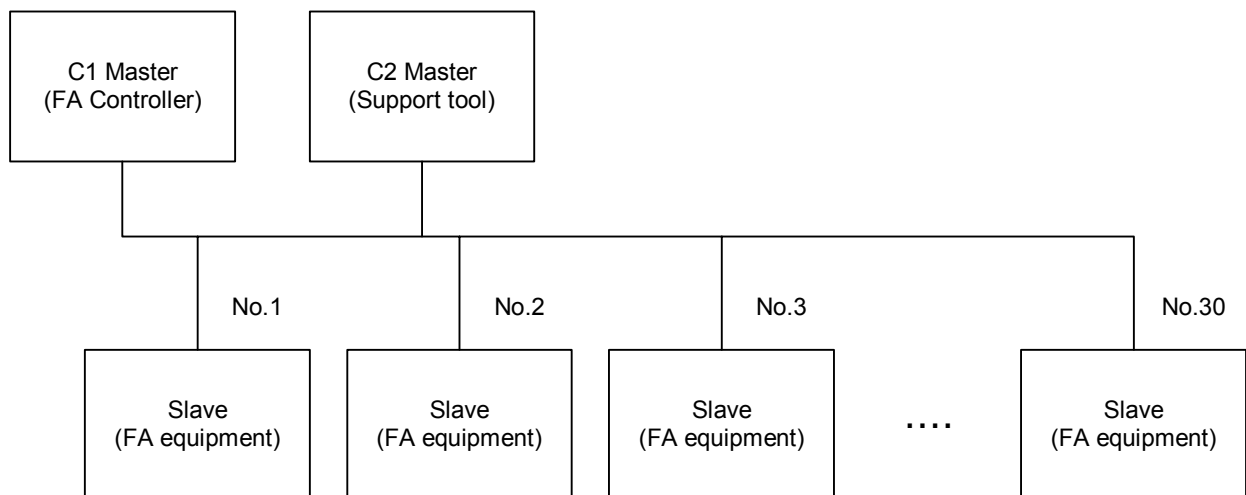 C1 Master
(FA Controller)
C2 Master
(Support tool)
No.1
No.2
No.3
No.30
Slave
(FA equipment)
Slave
(FA equipment)
Slave
(FA equipment)
....
Slave
(FA equipment)